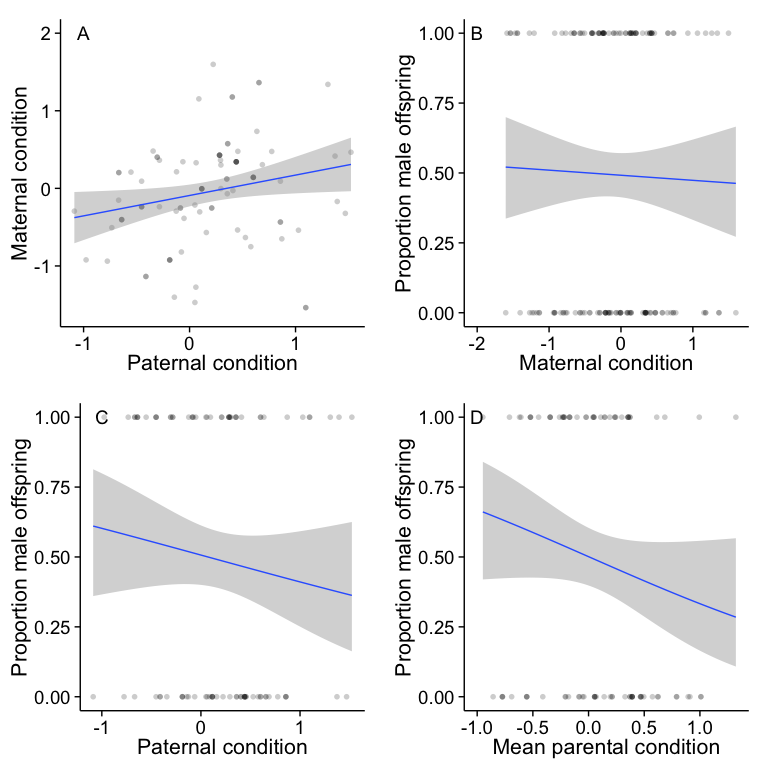 A
2
1
0
-1
Maternal condition
-1 0 1
Paternal condition
B
1.00
0.75
0.50
0.25
0.00
Proportion male offspring
-2 -1 0 1
Maternal condition
C
1.00
0.75
0.50
0.25
0.00
Proportion male offspring
-1 0 1
Paternal condition
D
1.00
0.75
0.50
0.25
0.00
Proportion male offspring
-1.0 -0.5 0.0 0.5 1.0
Mean parental condition